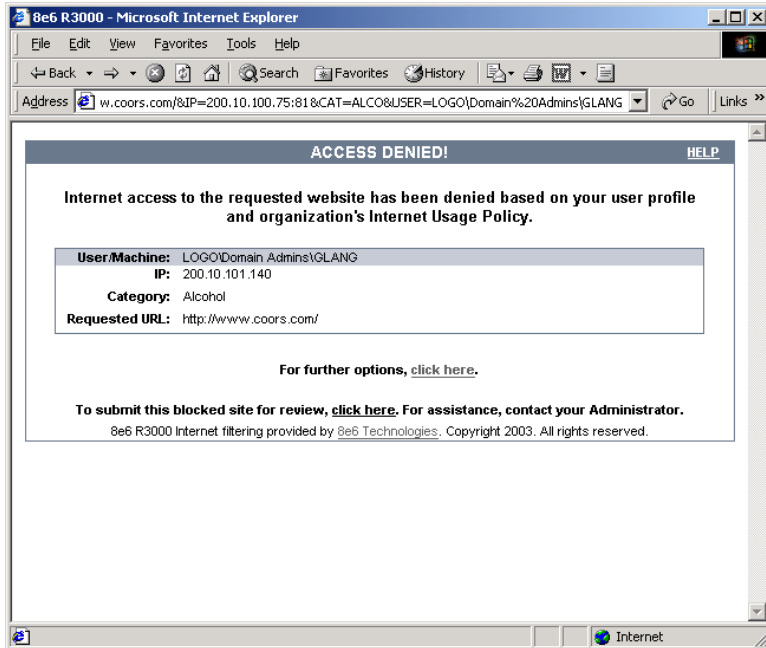 8e6 R3000 - Microsoft Internet Explorer
File Edit View Favorites Tools Help
Back Search Favorites History
Address w.coors.com/&IP=200.10.100.75:81&CAT=ALCO&USER=LOGO\Domain%20Admins\GLANG Go Links »
ACCESS DENIED! HELP
Internet access to the requested website has been denied based on your user profile
and organization's Internet Usage Policy.
User/Machine: LOGO\Domain Admins\GLANG
IP: 200.10.101.140
Category: Alcohol
Requested URL: http://www.coors.com/
For further options, click here.
To submit this blocked site for review, click here. For assistance, contact your Administrator.
8e6 R3000 Internet filtering provided by 8e6 Technologies. Copyright 2003. All rights reserved.
Internet